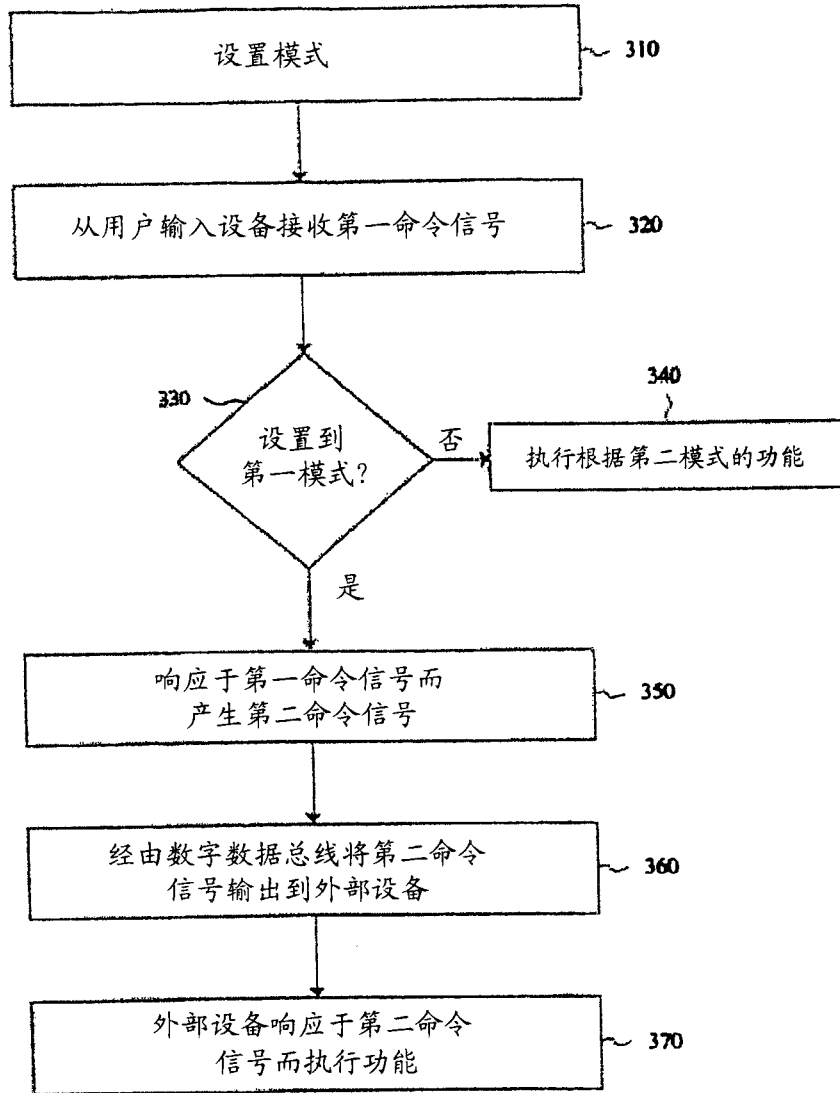 设置模式
310
从用户输入设备接收第一命令信号
320
330
设置到
第一模式?
否
340
执行根据第二模式的功能
是
响应于第一命令信号而
产生第二命令信号
350
经由数字数据总线将第二命令
信号输出到外部设备
360
外部设备响应于第二命令
信号而执行功能
370